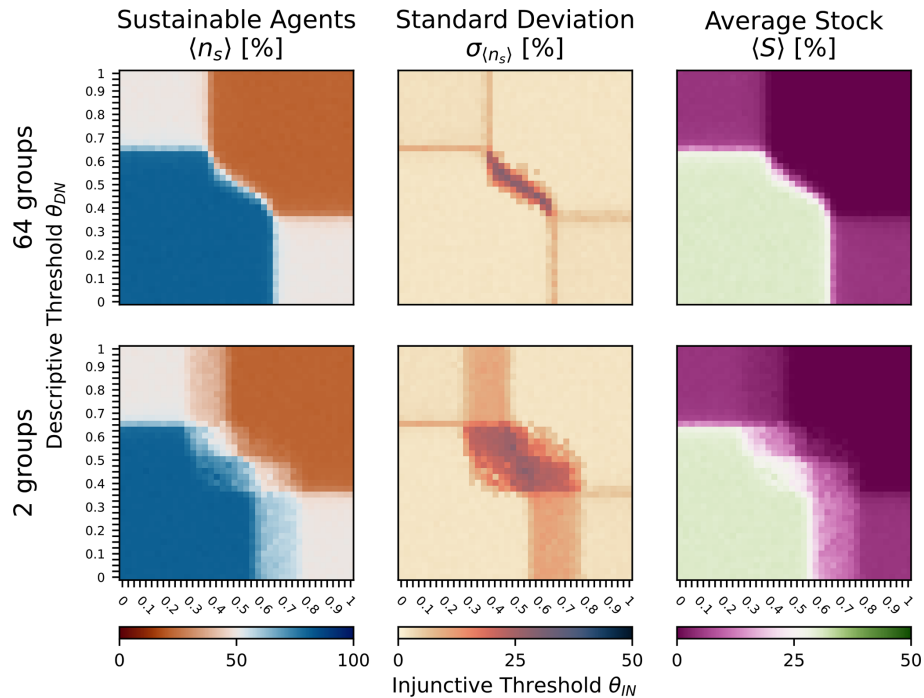 Sustainable Agents
⟨n_s⟩ [%]
Standard Deviation
σ_⟨n_s⟩ [%]
Average Stock
⟨S⟩ [%]
64 groups
2 groups
Descriptive Threshold θ_DN
1
0.9
0.8
0.7
0.6
0.5
0.4
0.3
0.2
0.1
0
1
0.9
0.8
0.7
0.6
0.5
0.4
0.3
0.2
0.1
0
0 0.1 0.2 0.3 0.4 0.5 0.6 0.7 0.8 0.9 1
0 0.1 0.2 0.3 0.4 0.5 0.6 0.7 0.8 0.9 1
0 0.1 0.2 0.3 0.4 0.5 0.6 0.7 0.8 0.9 1
0 50 100
0 25 50
0 25 50
Injunctive Threshold θ_IN